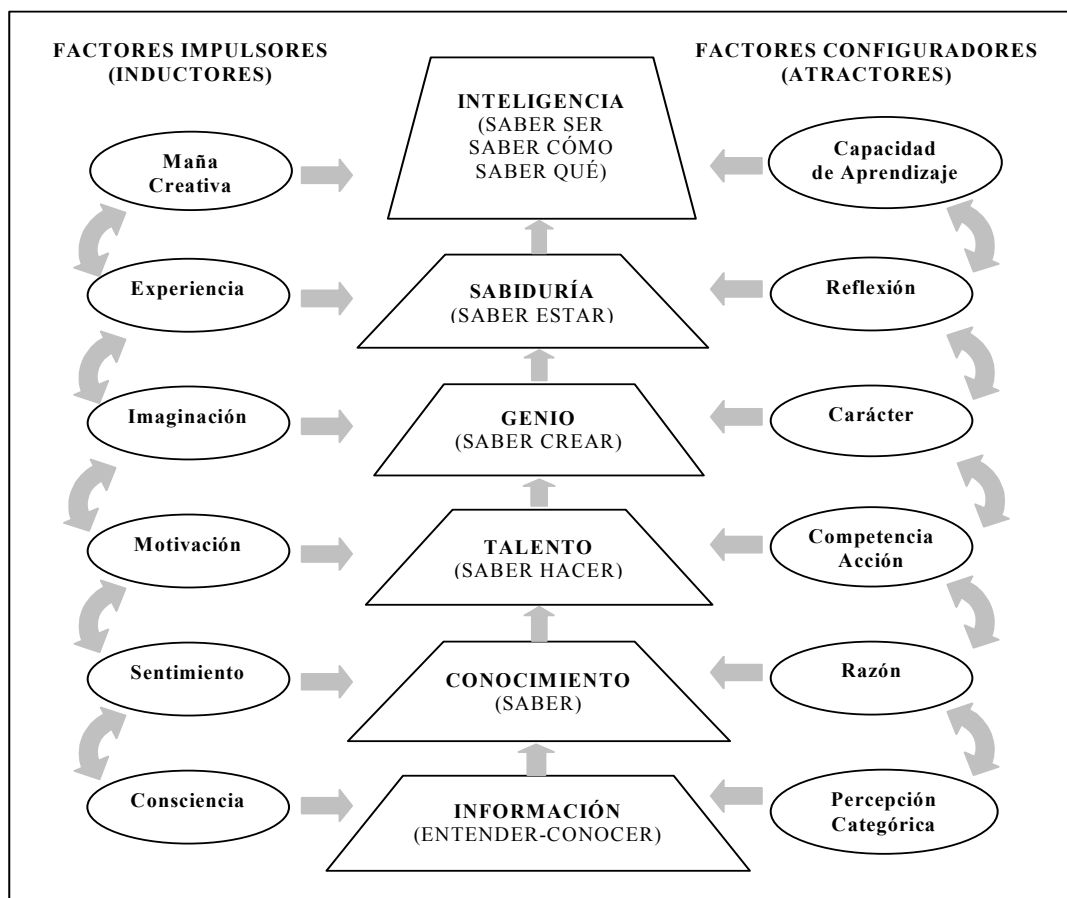 FACTORES IMPULSORES
(INDUCTORES)
FACTORES CONFIGURADORES
(ATRACTORES)
INTELIGENCIA
(SABER SER
SABER CÓMO
SABER QUÉ)
Maña
Creativa
Capacidad
de Aprendizaje
Experiencia
SABIDURÍA
(SABER ESTAR)
Reflexión
Imaginación
GENIO
(SABER CREAR)
Carácter
Motivación
TALENTO
(SABER HACER)
Competencia
Acción
Sentimiento
CONOCIMIENTO
(SABER)
Razón
Consciencia
INFORMACIÓN
(ENTENDER-CONOCER)
Percepción
Categórica